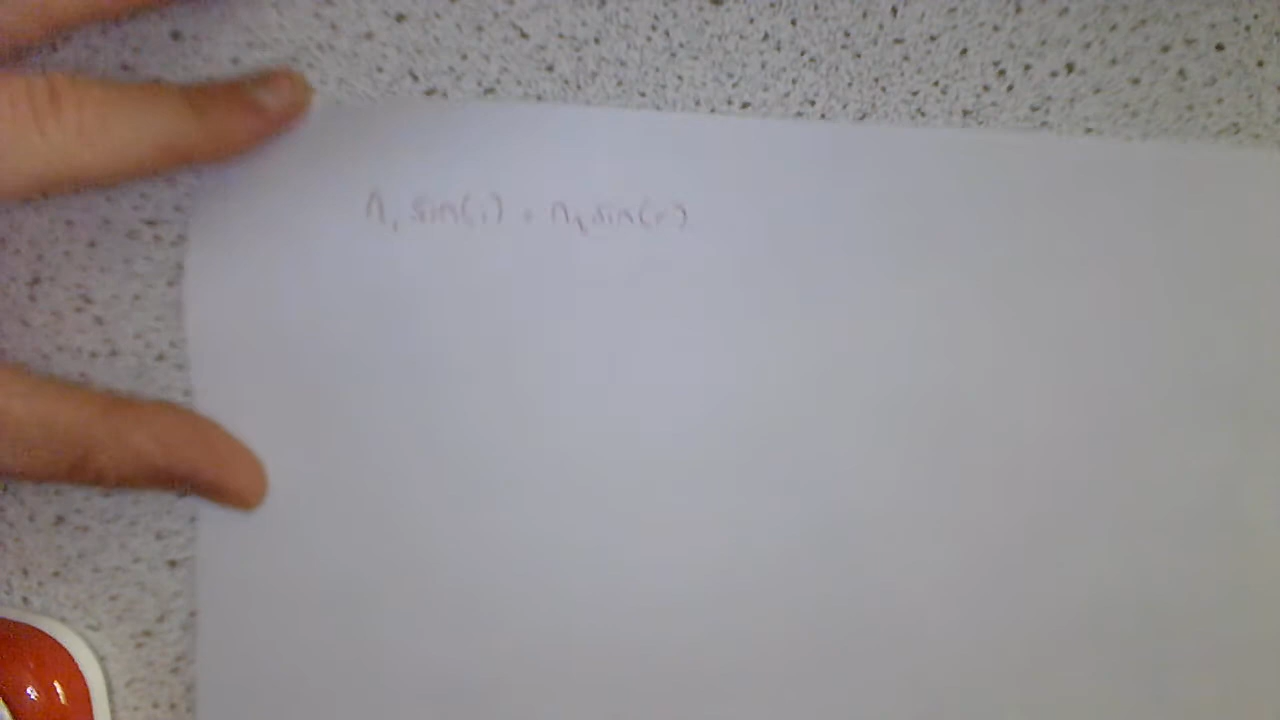 n₁ sin(i) = n₂ sin(r)